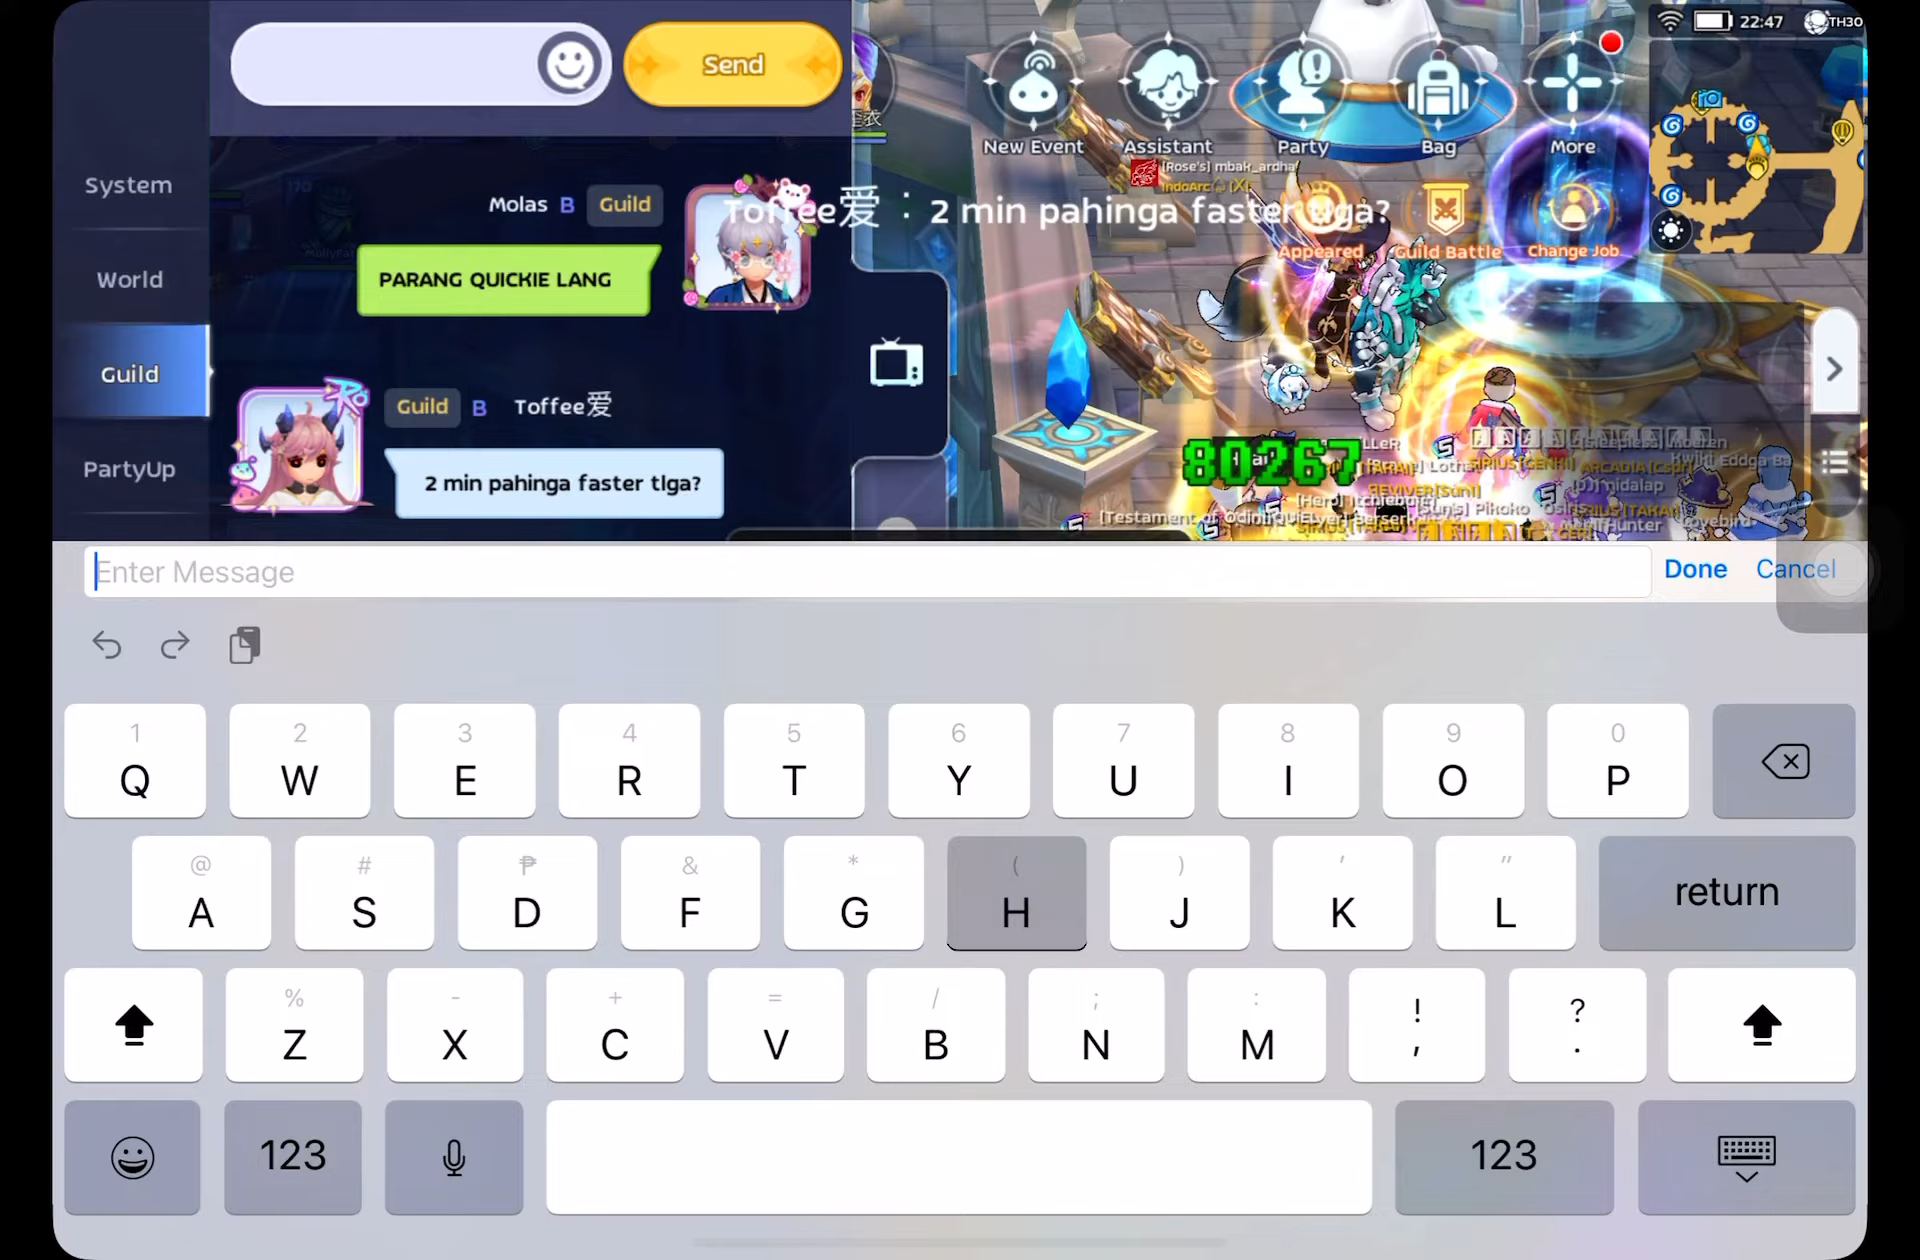 Send
System
World
Guild
PartyUp
Molas B Guild
PARANG QUICKIE LANG
Guild B Toffee爱
2 min pahinga faster tlga?
Toffee爱：2 min pahinga faster tlga?
New Event
Assistant
Party
Bag
More
22:47
TH30
[Rose's] mbak_ardha
Appeared
Guild Battle
Change Job
80267
Enter Message
Done
Cancel
1 2 3 4 5 6 7 8 9 0
Q W E R T Y U I O P
@ # ₱ & * ( ) ' "
A S D F G H J K L return
% - + = / ; : ! ?
Z X C V B N M , .
123
123